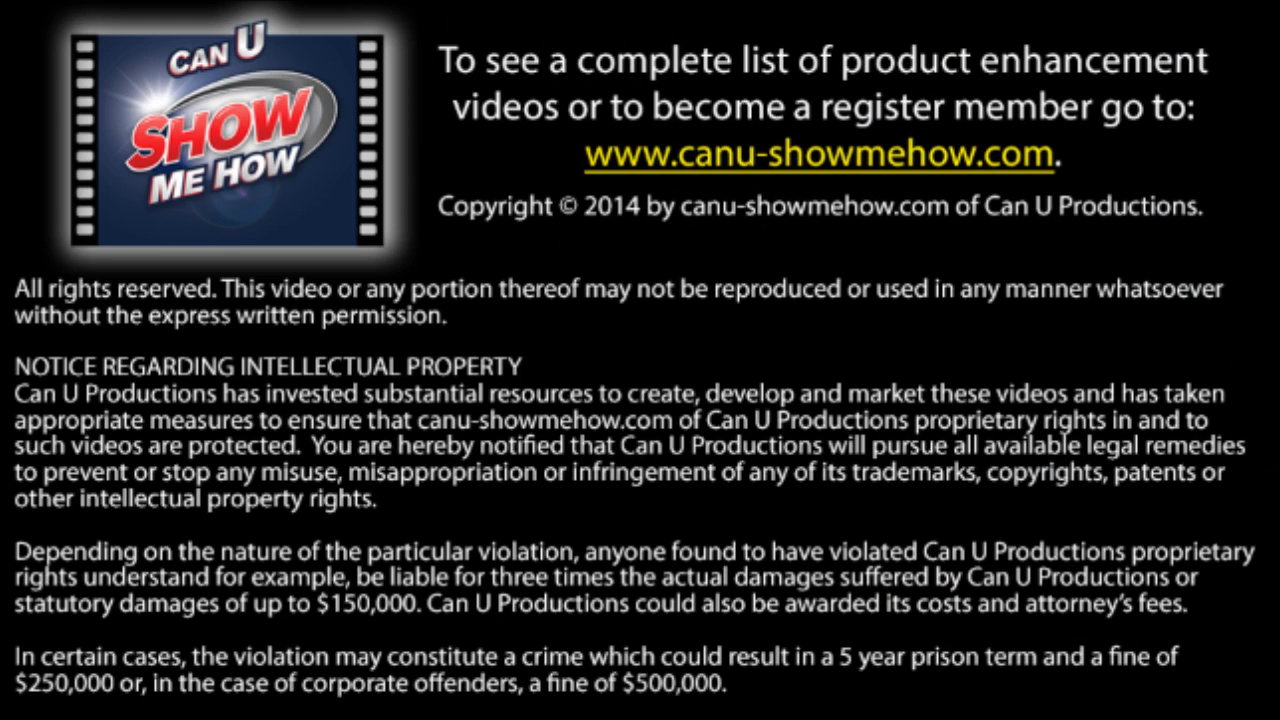 CAN U
SHOW
ME HOW
To see a complete list of product enhancement
videos or to become a register member go to:
www.canu-showmehow.com.
Copyright © 2014 by canu-showmehow.com of Can U Productions.
All rights reserved. This video or any portion thereof may not be reproduced or used in any manner whatsoever
without the express written permission.
NOTICE REGARDING INTELLECTUAL PROPERTY
Can U Productions has invested substantial resources to create, develop and market these videos and has taken
appropriate measures to ensure that canu-showmehow.com of Can U Productions proprietary rights in and to
such videos are protected.  You are hereby notified that Can U Productions will pursue all available legal remedies
to prevent or stop any misuse, misappropriation or infringement of any of its trademarks, copyrights, patents or
other intellectual property rights.
Depending on the nature of the particular violation, anyone found to have violated Can U Productions proprietary
rights understand for example, be liable for three times the actual damages suffered by Can U Productions or
statutory damages of up to $150,000. Can U Productions could also be awarded its costs and attorney's fees.
In certain cases, the violation may constitute a crime which could result in a 5 year prison term and a fine of
$250,000 or, in the case of corporate offenders, a fine of $500,000.